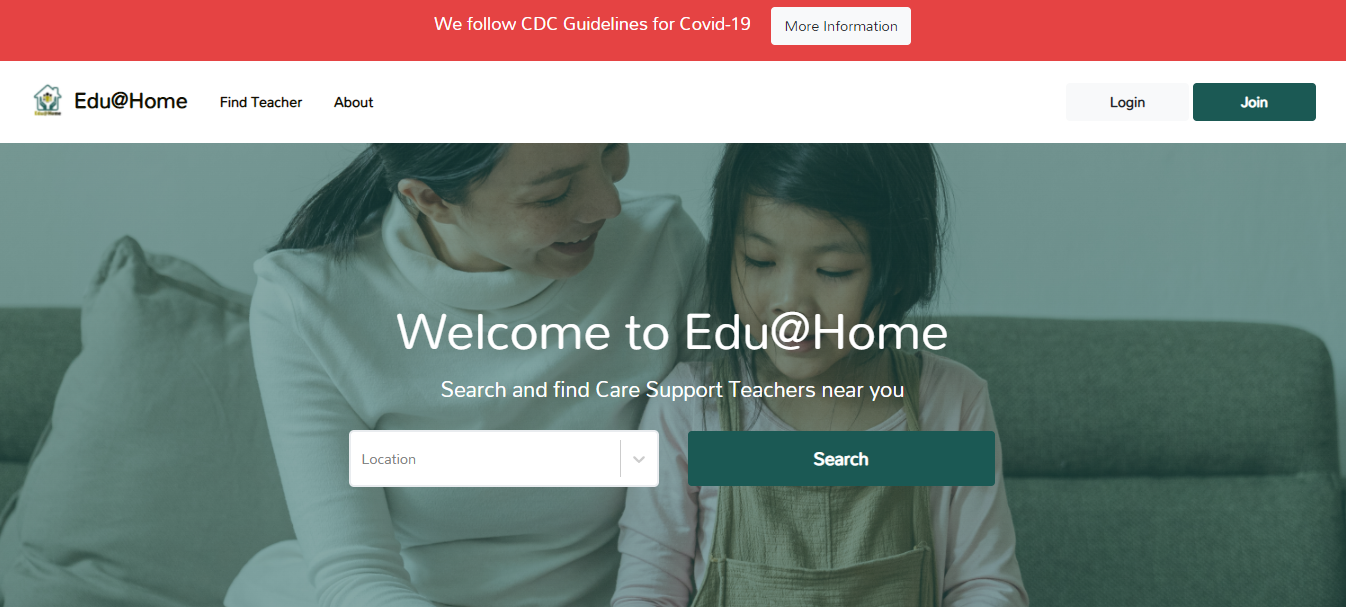 We follow CDC Guidelines for Covid-19 More Information
Edu@Home Find Teacher About Login Join
Welcome to Edu@Home
Search and find Care Support Teachers near you
Location Search